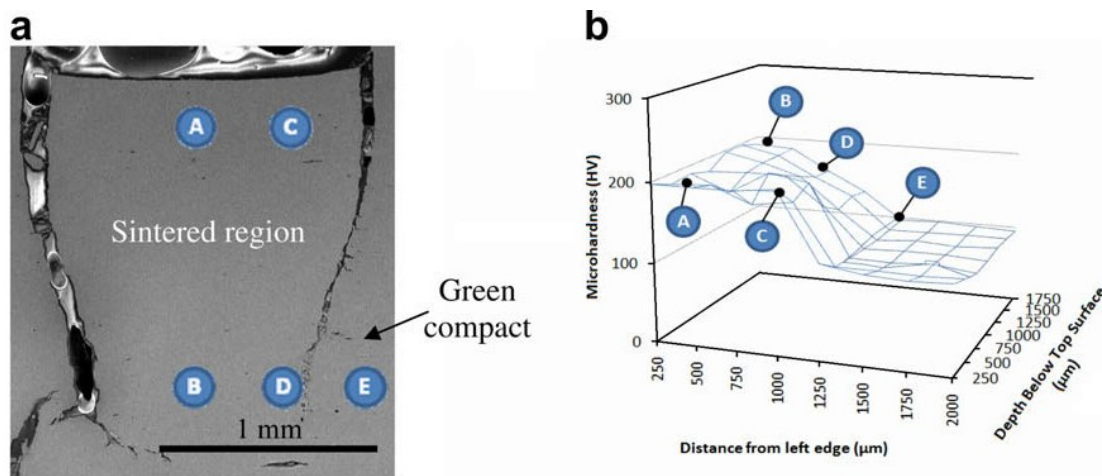 a
A
C
Sintered region
Green
compact
B
D
E
1 mm
b
Microhardness (HV)
300
200
100
0
A
B
C
D
E
250
500
750
1000
1250
1500
1750
2000
Distance from left edge (µm)
1750
1500
1250
1000
750
500
250
Depth Below Top Surface
(µm)